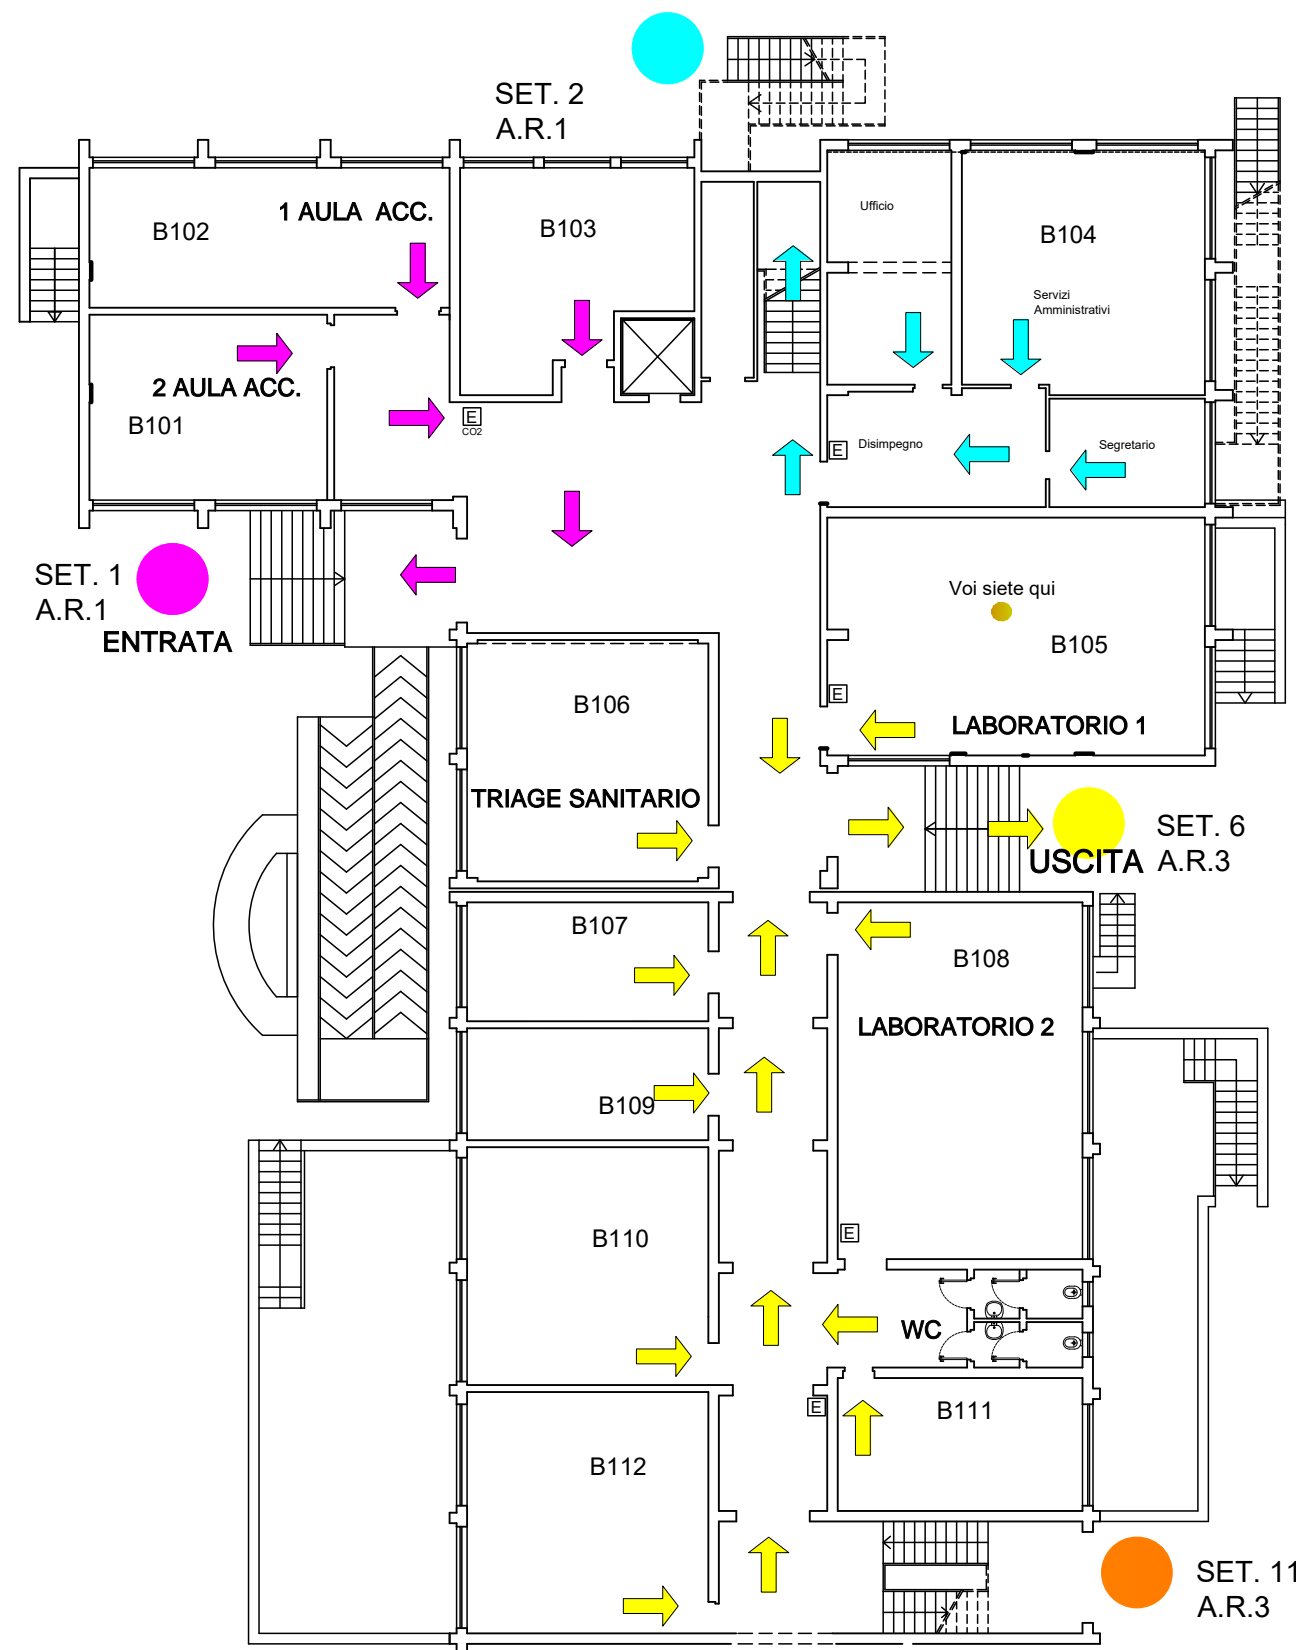 SET. 2
A.R.1
1 AULA ACC.
B102
B103
Ufficio
B104
Servizi
Amministrativi
2 AULA ACC.
B101
E
CO2
E
Disimpegno
Segretario
SET. 1
A.R.1
ENTRATA
Voi siete qui
B105
E
LABORATORIO 1
B106
TRIAGE SANITARIO
SET. 6
A.R.3
USCITA
B107
B108
LABORATORIO 2
B109
B110
E
WC
E
B111
B112
SET. 11
A.R.3